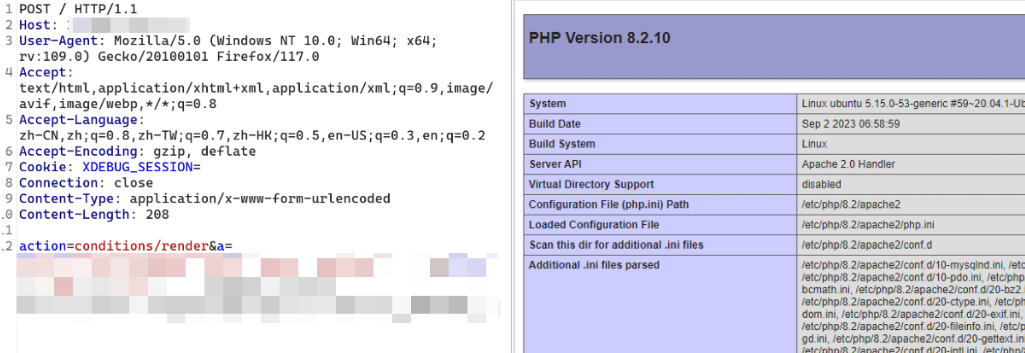 1 POST / HTTP/1.1
2 Host:
3 User-Agent: Mozilla/5.0 (Windows NT 10.0; Win64; x64;
rv:109.0) Gecko/20100101 Firefox/117.0
4 Accept:
text/html,application/xhtml+xml,application/xml;q=0.9,image/
avif,image/webp,*/*;q=0.8
5 Accept-Language:
zh-CN,zh;q=0.8,zh-TW;q=0.7,zh-HK;q=0.5,en-US;q=0.3,en;q=0.2
6 Accept-Encoding: gzip, deflate
7 Cookie: XDEBUG_SESSION=
8 Connection: close
9 Content-Type: application/x-www-form-urlencoded
.0 Content-Length: 208
.1
.2 action=conditions/render&a=
PHP Version 8.2.10
System Linux ubuntu 5.15.0-53-generic #59~20.04.1-Ub
Build Date Sep 2 2023 06:58:59
Build System Linux
Server API Apache 2.0 Handler
Virtual Directory Support disabled
Configuration File (php.ini) Path /etc/php/8.2/apache2
Loaded Configuration File /etc/php/8.2/apache2/php.ini
Scan this dir for additional .ini files /etc/php/8.2/apache2/conf.d
Additional .ini files parsed /etc/php/8.2/apache2/conf.d/10-mysqlnd.ini, /etc
/etc/php/8.2/apache2/conf.d/10-pdo.ini, /etc/php
bcmath.ini, /etc/php/8.2/apache2/conf.d/20-bz2.
/etc/php/8.2/apache2/conf.d/20-ctype.ini, /etc/ph
dom.ini, /etc/php/8.2/apache2/conf.d/20-exif.ini,
/etc/php/8.2/apache2/conf.d/20-fileinfo.ini, /etc/p
gd.ini, /etc/php/8.2/apache2/conf.d/20-gettext.in
/etc/php/8.2/apache2/conf.d/20-intl.ini, /etc/php/8